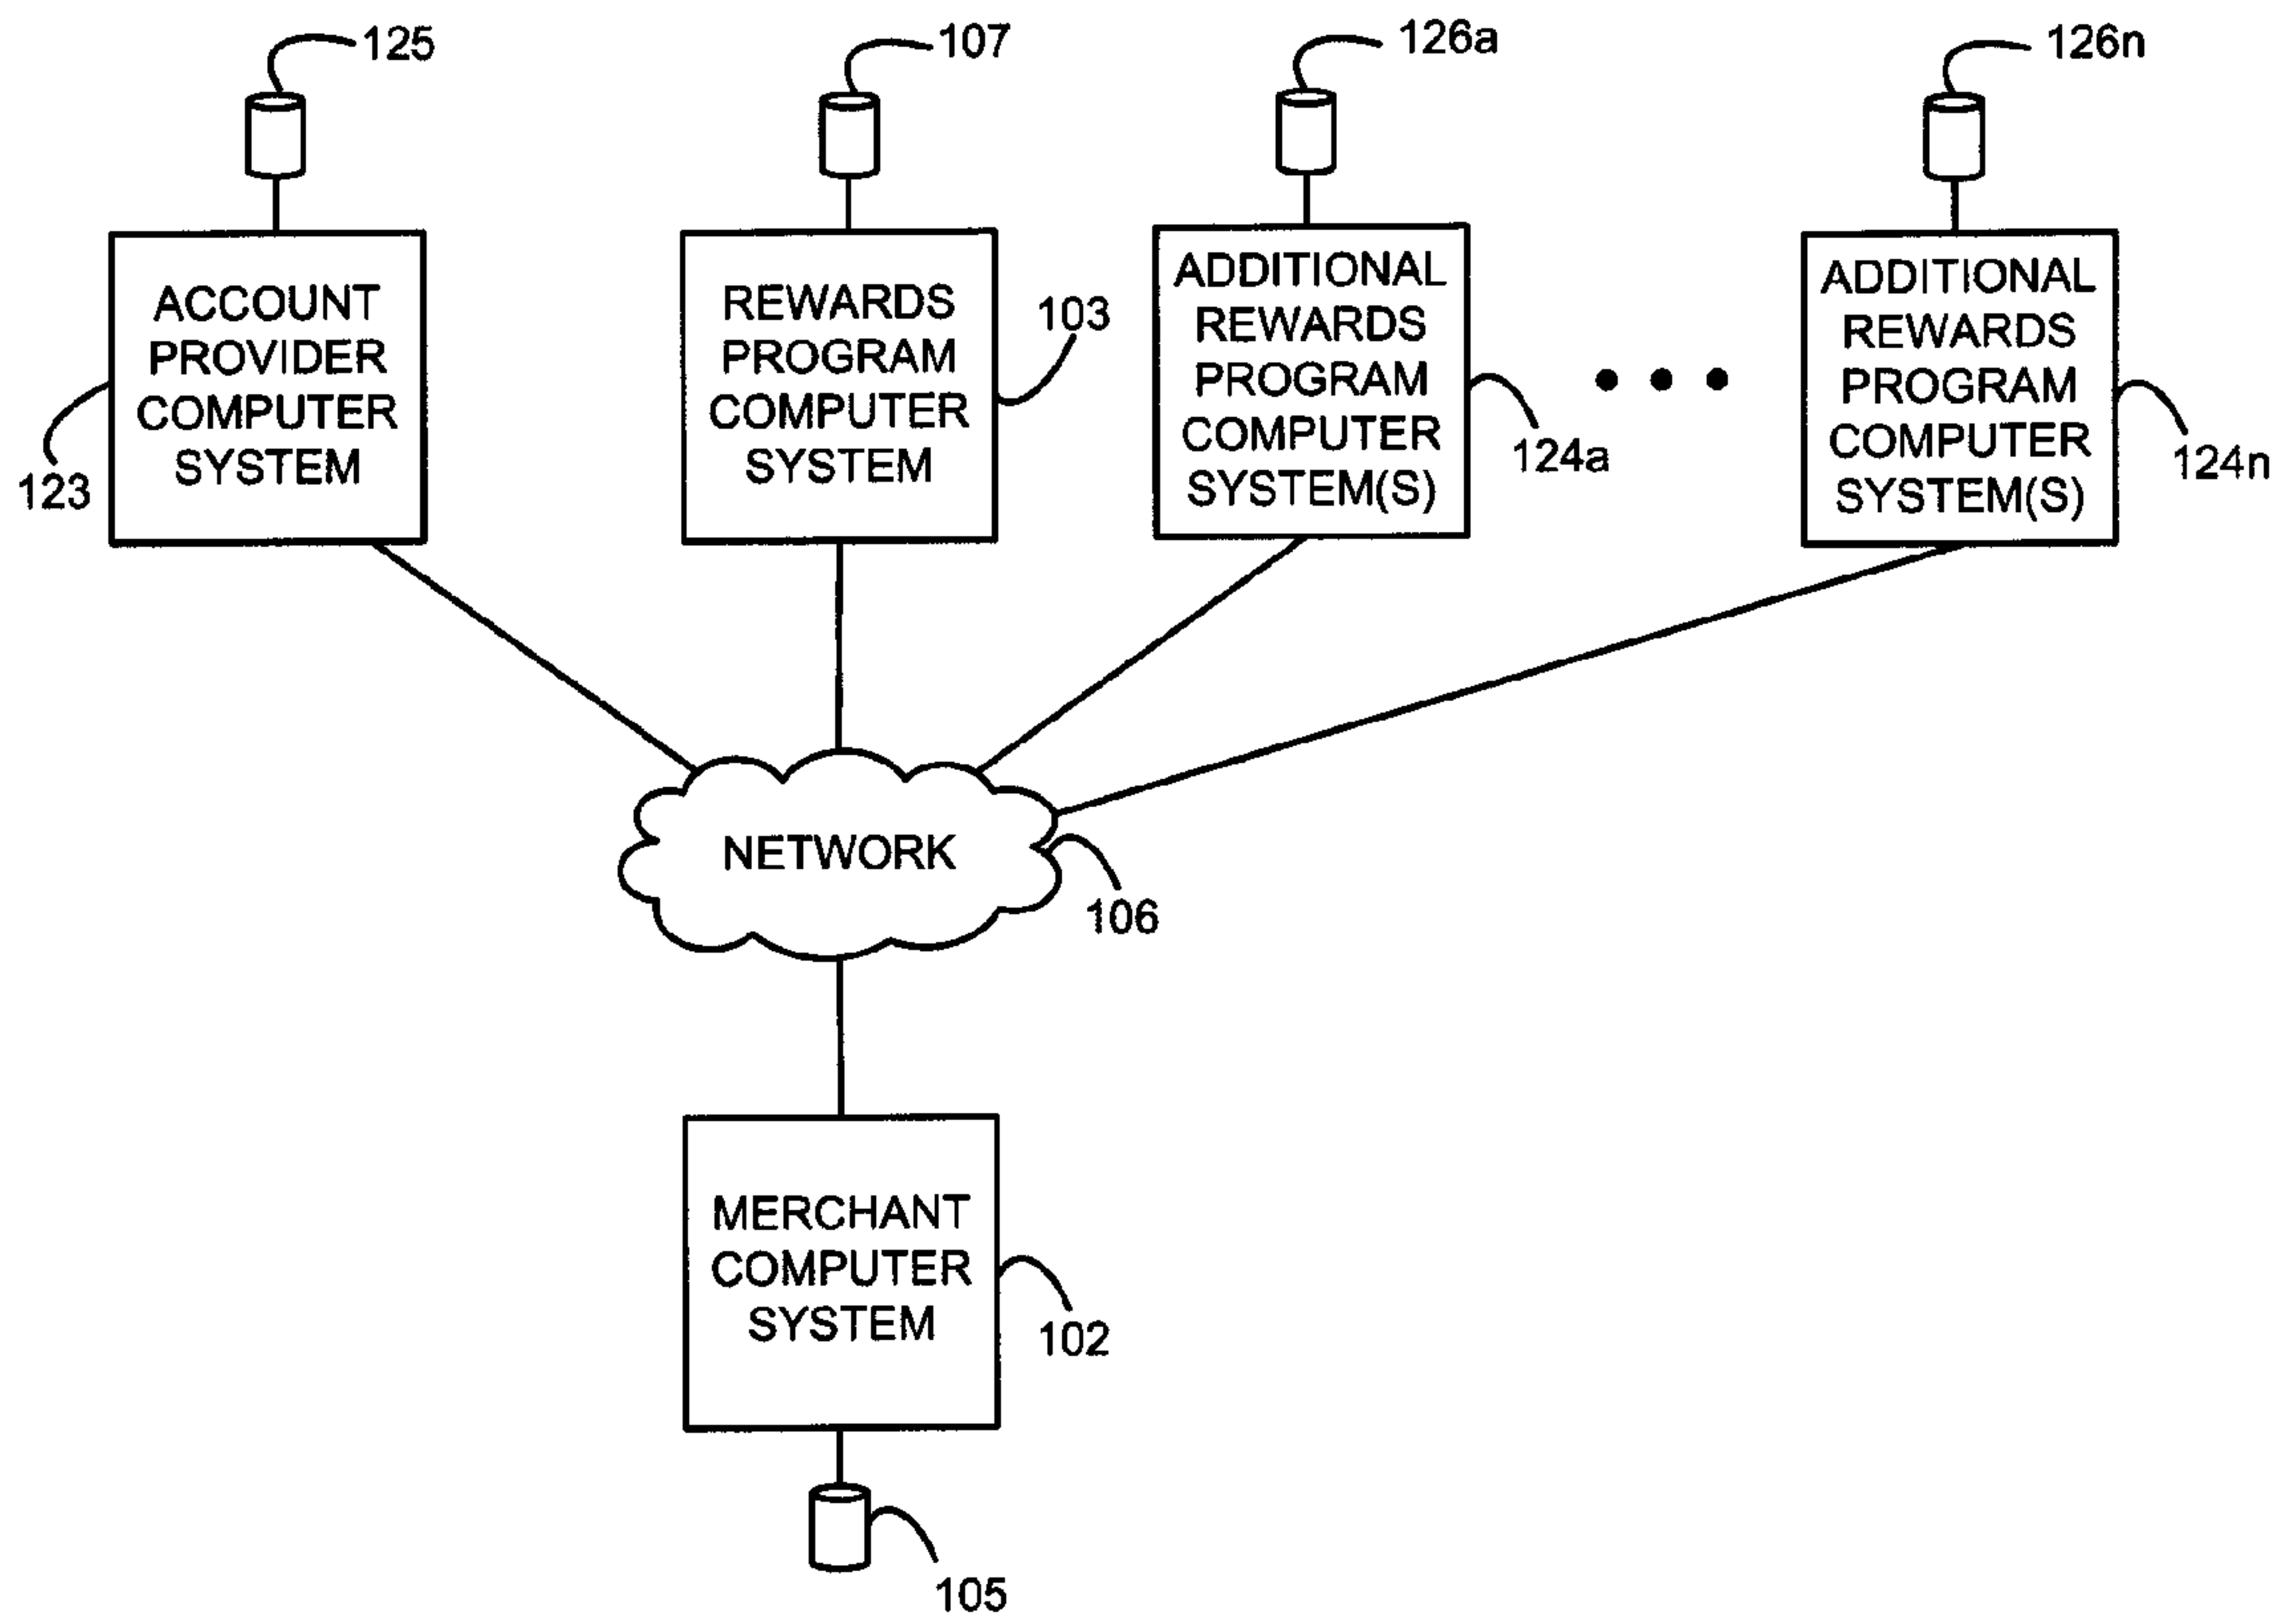 125
107
126a
126n
ACCOUNT
PROVIDER
COMPUTER
SYSTEM
123
REWARDS
PROGRAM
COMPUTER
SYSTEM
103
ADDITIONAL
REWARDS
PROGRAM
COMPUTER
SYSTEM(S)
124a
ADDITIONAL
REWARDS
PROGRAM
COMPUTER
SYSTEM(S)
124n
NETWORK
106
MERCHANT
COMPUTER
SYSTEM
102
105